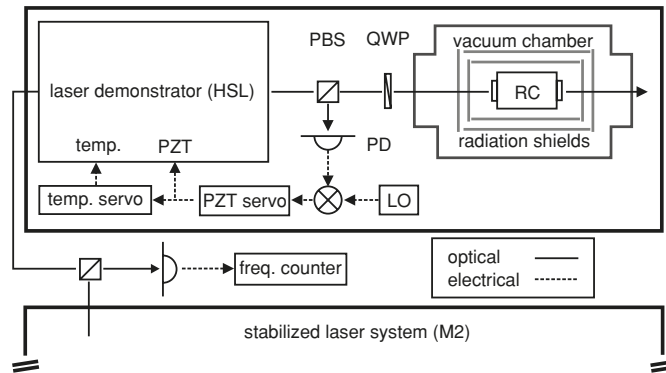 PBS QWP vacuum chamber
laser demonstrator (HSL) RC
temp. PZT PD radiation shields
temp. servo PZT servo LO
freq. counter optical
electrical
stabilized laser system (M2)